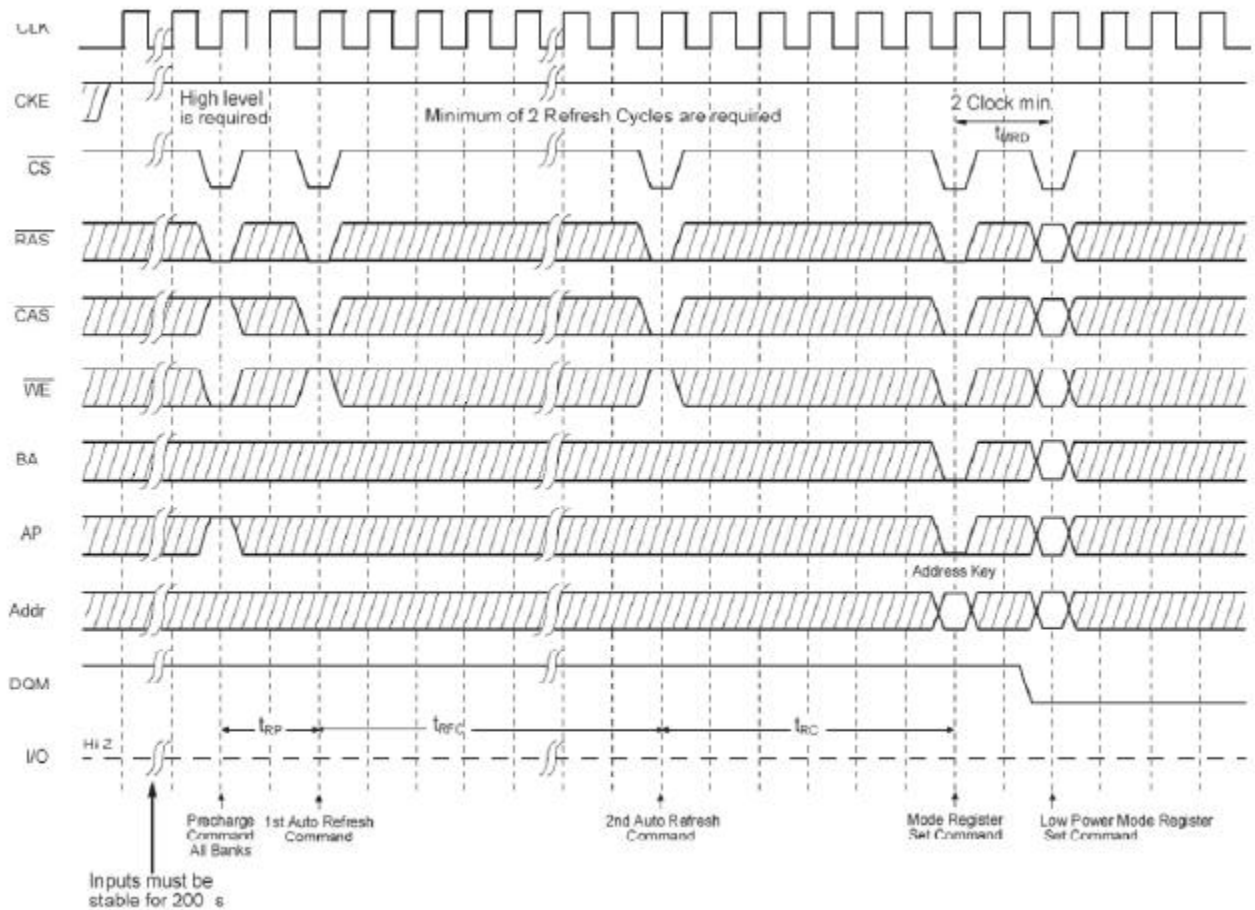 CLK
CKE
High level
is required
Minimum of 2 Refresh Cycles are required
2 Clock min.
tMRD
CS
RAS
CAS
WE
BA
AP
Address Key
Addr
DQM
tRP
tRFC
tRC
Hi Z
I/O
Precharge
Command
All Banks
1st Auto Refresh
Command
2nd Auto Refresh
Command
Mode Register
Set Command
Low Power Mode Register
Set Command
Inputs must be
stable for 200 s